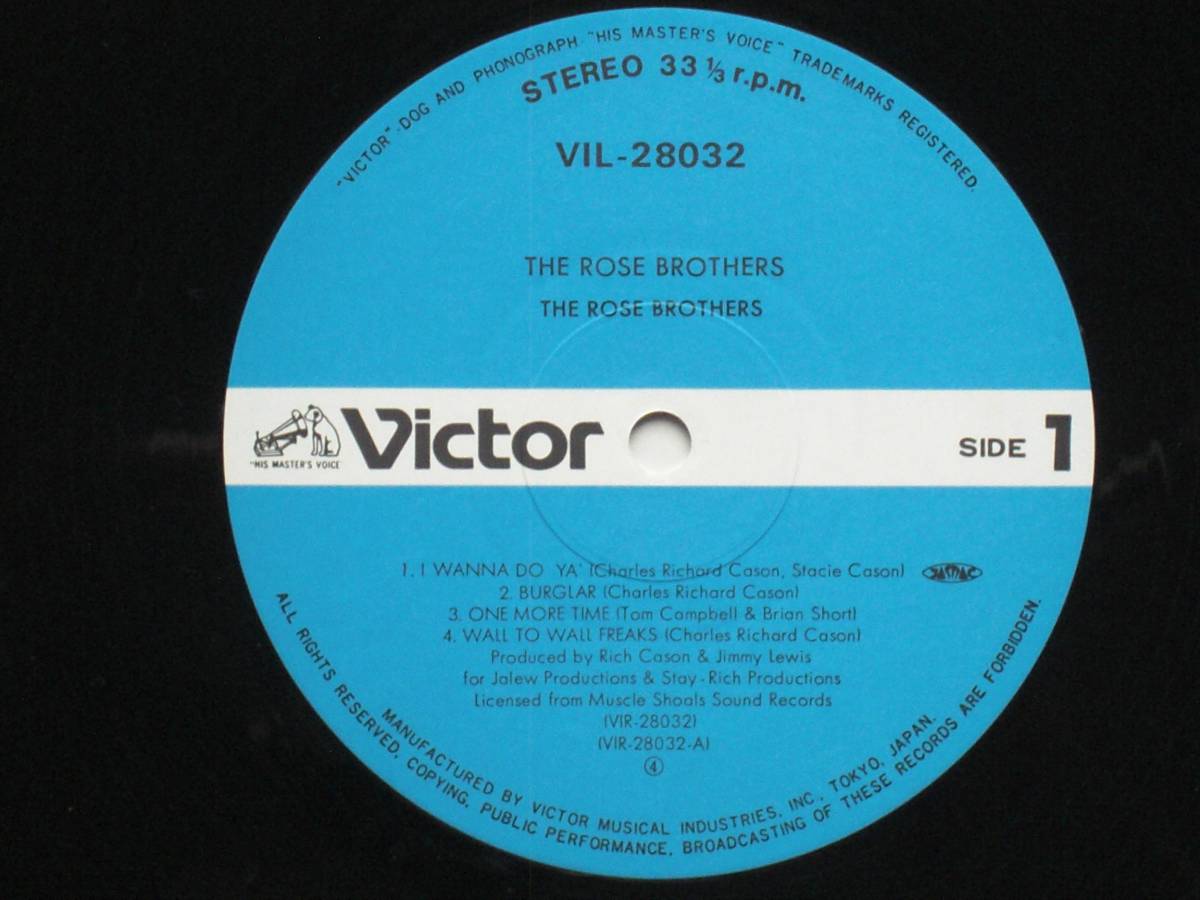 "VICTOR"-DOG AND PHONOGRAPH-"HIS MASTER'S VOICE" TRADEMARKS REGISTERED.
STEREO 33 ⅓ r.p.m.
VIL-28032
THE ROSE BROTHERS
THE ROSE BROTHERS
"HIS MASTER'S VOICE"
Victor
SIDE 1
1. I WANNA DO YA' (Charles Richard Cason, Stacie Cason) JASRAC
2. BURGLAR (Charles Richard Cason)
3. ONE MORE TIME (Tom Campbell & Brian Short)
4. WALL TO WALL FREAKS (Charles Richard Cason)
Produced by Rich Cason & Jimmy Lewis
for Jalew Productions & Stay-Rich Productions
Licensed from Muscle Shoals Sound Records
(VIR-28032)
(VIR-28032-A)
④
MANUFACTURED BY VICTOR MUSICAL INDUSTRIES, INC., TOKYO, JAPAN.
ALL RIGHTS RESERVED. COPYING, PUBLIC PERFORMANCE, BROADCASTING OF THESE RECORDS ARE FORBIDDEN.